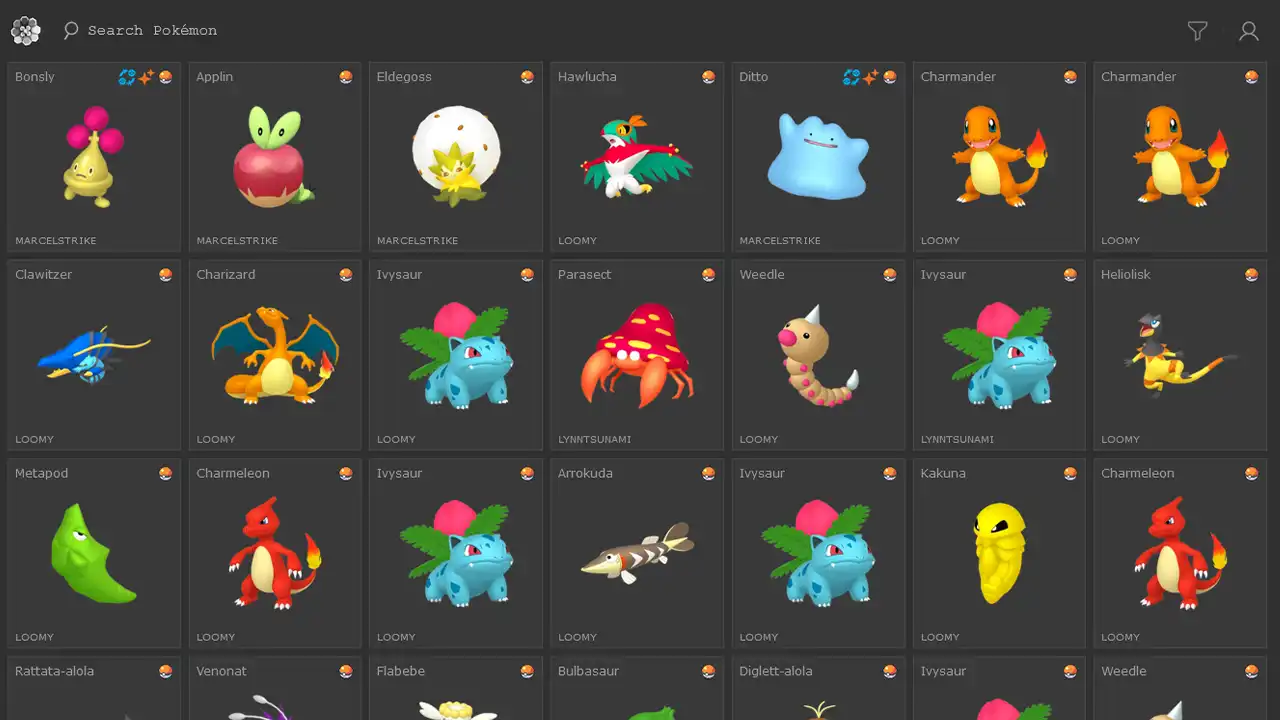 Search Pokémon
Bonsly
Applin
Eldegoss
Hawlucha
Ditto
Charmander
Charmander
MARCELSTRIKE
MARCELSTRIKE
MARCELSTRIKE
LOOMY
MARCELSTRIKE
LOOMY
LOOMY
Clawitzer
Charizard
Ivysaur
Parasect
Weedle
Ivysaur
Heliolisk
LOOMY
LOOMY
LOOMY
LYNNTSUNAMI
LOOMY
LYNNTSUNAMI
LOOMY
Metapod
Charmeleon
Ivysaur
Arrokuda
Ivysaur
Kakuna
Charmeleon
LOOMY
LOOMY
LOOMY
LOOMY
LOOMY
LOOMY
LOOMY
Rattata-alola
Venonat
Flabebe
Bulbasaur
Diglett-alola
Ivysaur
Weedle